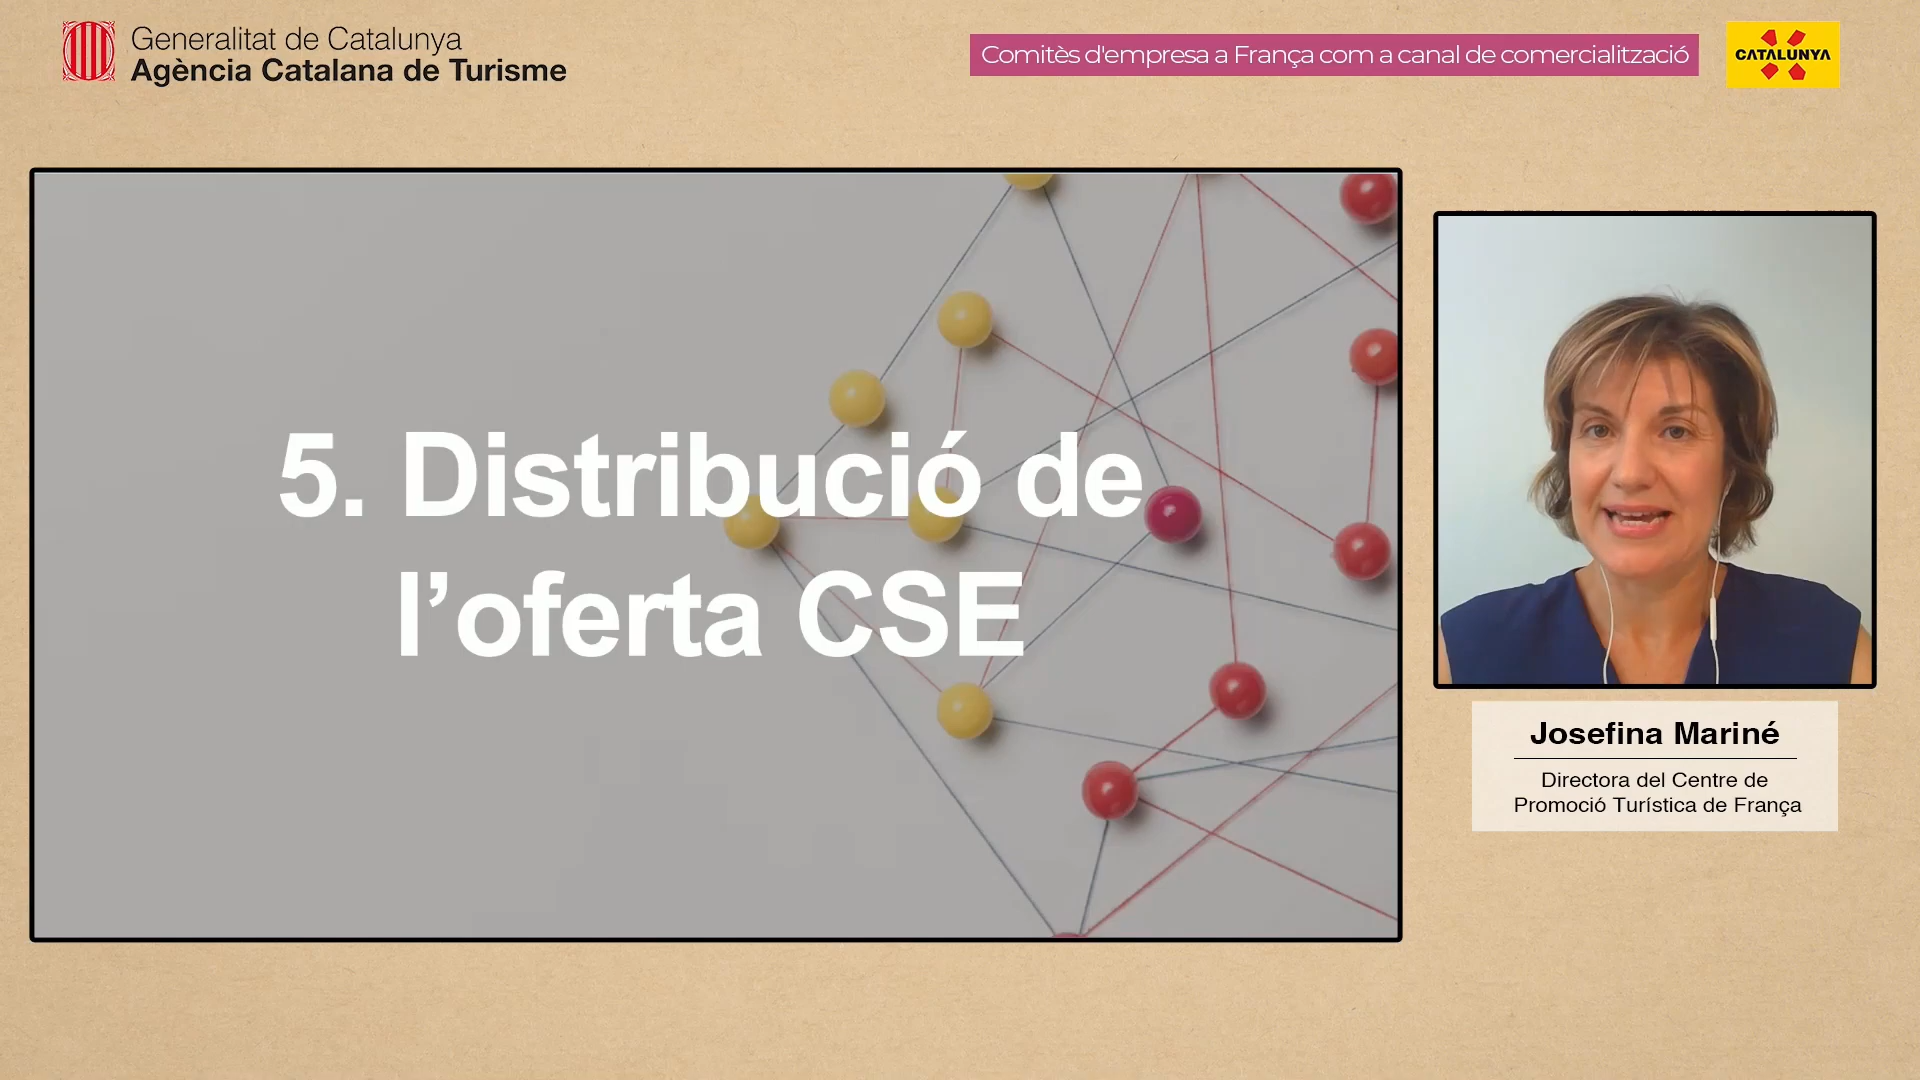 Generalitat de Catalunya
Agència Catalana de Turisme
Comitès d'empresa a França com a canal de comercialització
CATALUNYA
5. Distribució de
l’oferta CSE
Josefina Mariné
Directora del Centre de
Promoció Turística de França